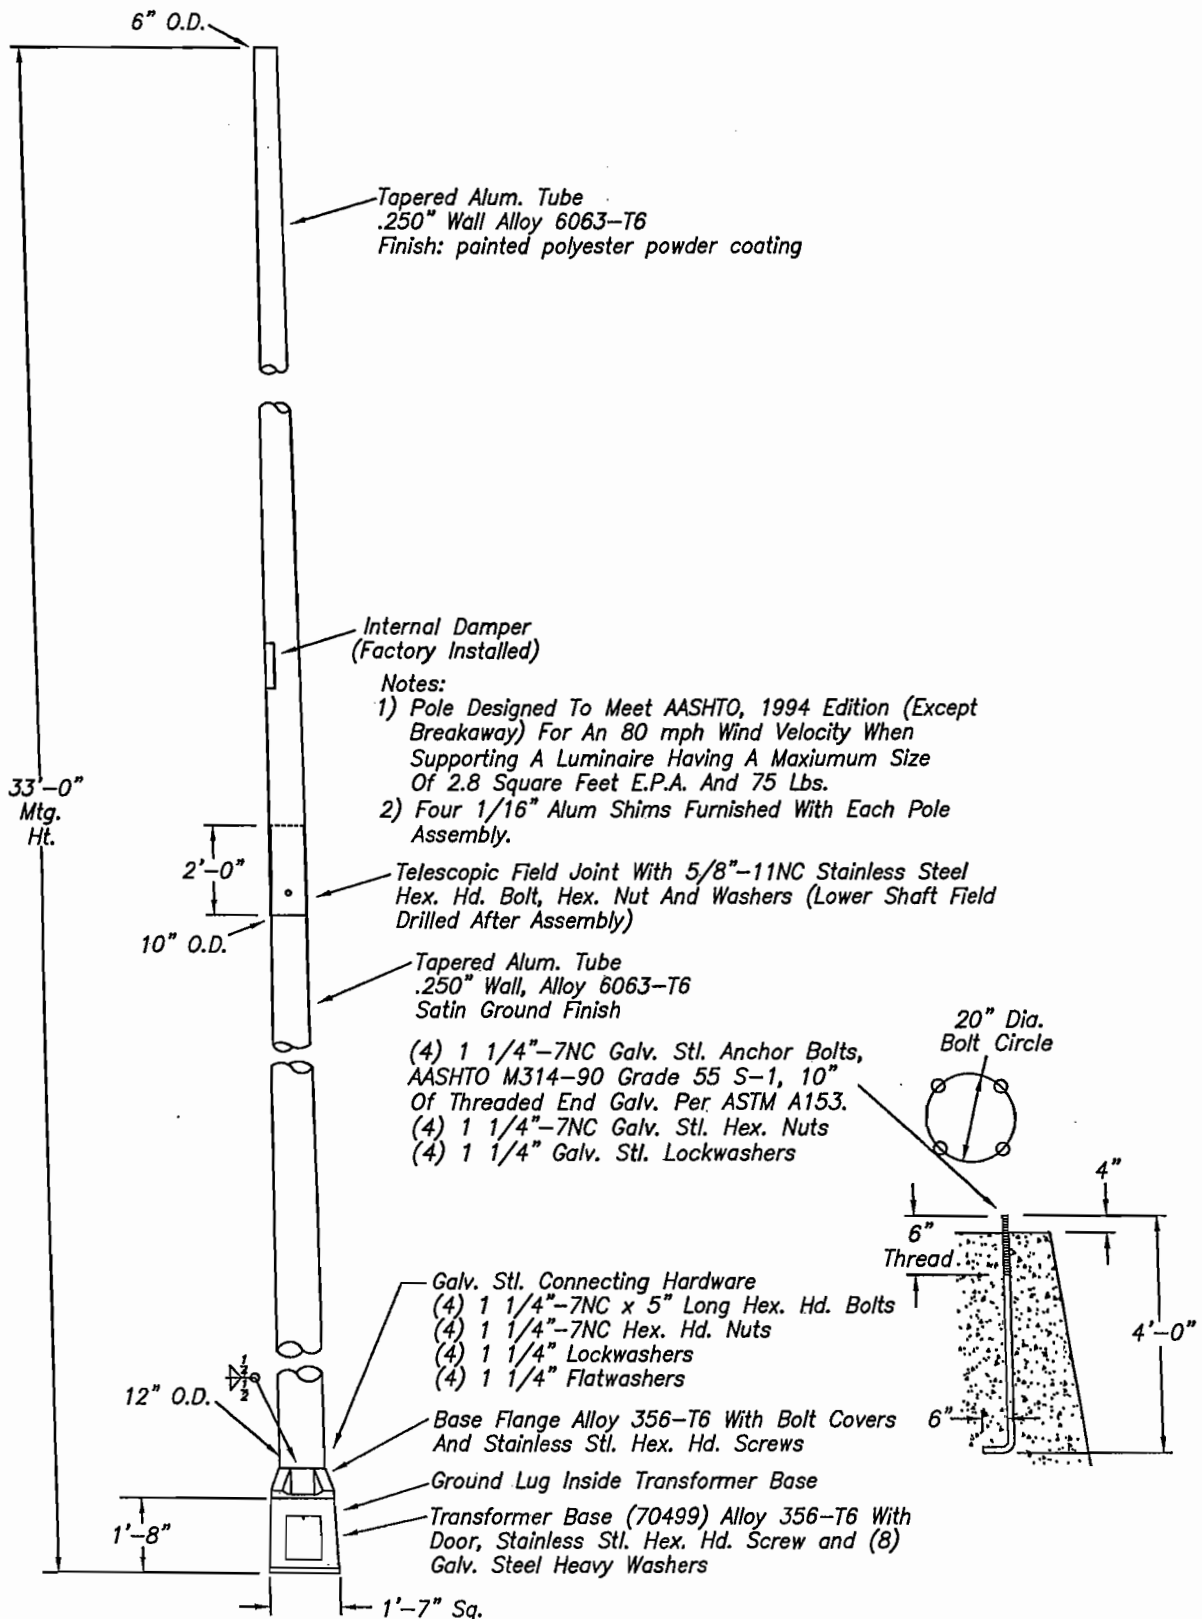 6" O.D.
Tapered Alum. Tube
.250" Wall Alloy 6063-T6
Finish: painted polyester powder coating
Internal Damper
(Factory Installed)
Notes:
1) Pole Designed To Meet AASHTO, 1994 Edition (Except
Breakaway) For An 80 mph Wind Velocity When
Supporting A Luminaire Having A Maxiumum Size
Of 2.8 Square Feet E.P.A. And 75 Lbs.
2) Four 1/16" Alum Shims Furnished With Each Pole
Assembly.
33'-0"
Mtg.
Ht.
2'-0"
Telescopic Field Joint With 5/8"-11NC Stainless Steel
Hex. Hd. Bolt, Hex. Nut And Washers (Lower Shaft Field
Drilled After Assembly)
10" O.D.
Tapered Alum. Tube
.250" Wall, Alloy 6063-T6
Satin Ground Finish
20" Dia.
Bolt Circle
(4) 1 1/4"-7NC Galv. Stl. Anchor Bolts,
AASHTO M314-90 Grade 55 S-1, 10"
Of Threaded End Galv. Per ASTM A153.
(4) 1 1/4"-7NC Galv. Stl. Hex. Nuts
(4) 1 1/4" Galv. Stl. Lockwashers
4"
6"
Thread
4'-0"
6"
Galv. Stl. Connecting Hardware
(4) 1 1/4"-7NC x 5" Long Hex. Hd. Bolts
(4) 1 1/4"-7NC Hex. Hd. Nuts
(4) 1 1/4" Lockwashers
(4) 1 1/4" Flatwashers
1/2
1/2
12" O.D.
Base Flange Alloy 356-T6 With Bolt Covers
And Stainless Stl. Hex. Hd. Screws
Ground Lug Inside Transformer Base
1'-8"
Transformer Base (70499) Alloy 356-T6 With
Door, Stainless Stl. Hex. Hd. Screw and (8)
Galv. Steel Heavy Washers
1'-7" Sq.